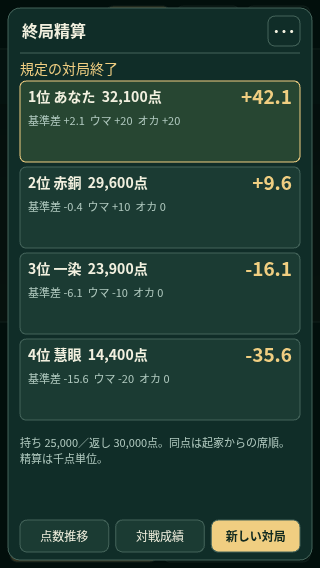 終局精算
規定の対局終了
1位 あなた 32,100点 +42.1
基準差 +2.1 ウマ +20 オカ +20
2位 赤銅 29,600点 +9.6
基準差 -0.4 ウマ +10 オカ 0
3位 一染 23,900点 -16.1
基準差 -6.1 ウマ -10 オカ 0
4位 慧眼 14,400点 -35.6
基準差 -15.6 ウマ -20 オカ 0
持ち 25,000／返し 30,000点。同点は起家からの席順。
精算は千点単位。
点数推移 対戦成績 新しい対局